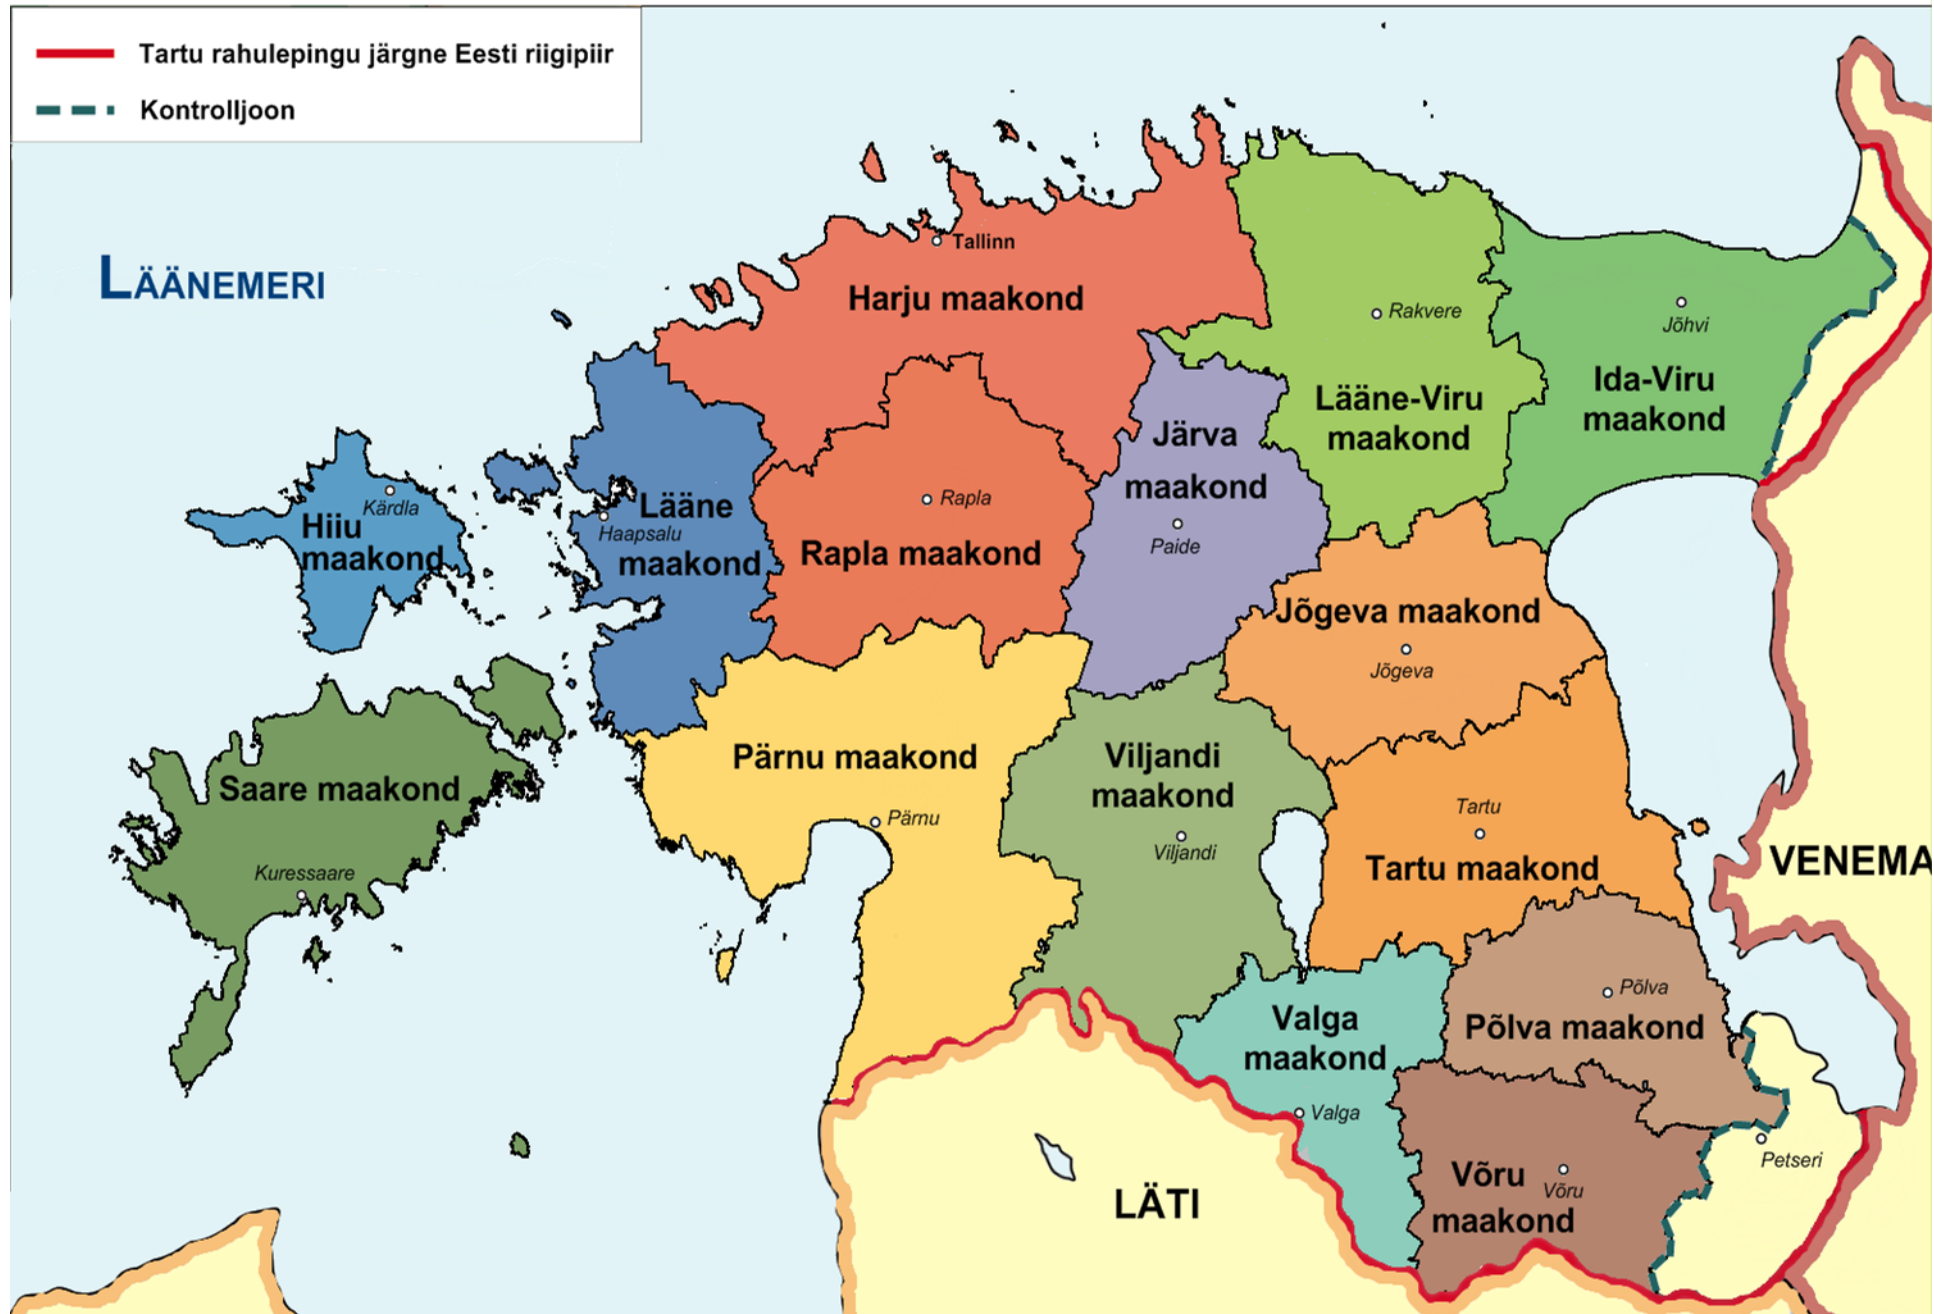 Tartu rahulepingu järgne Eesti riigipiir
Kontrolljoon
LÄÄNEMERI
Tallinn
Harju maakond
Rakvere
Jõhvi
Ida-Viru
maakond
Lääne-Viru
maakond
Järva
maakond
Paide
Kärdla
Hiiu
maakond
Lääne
Haapsalu
maakond
Rapla
Rapla maakond
Jõgeva maakond
Jõgeva
Saare maakond
Kuressaare
Pärnu maakond
Pärnu
Viljandi
maakond
Viljandi
Tartu
Tartu maakond
VENEMA
Valga
maakond
Valga
Põlva
Põlva maakond
Võru
Võru
maakond
Petseri
LÄTI